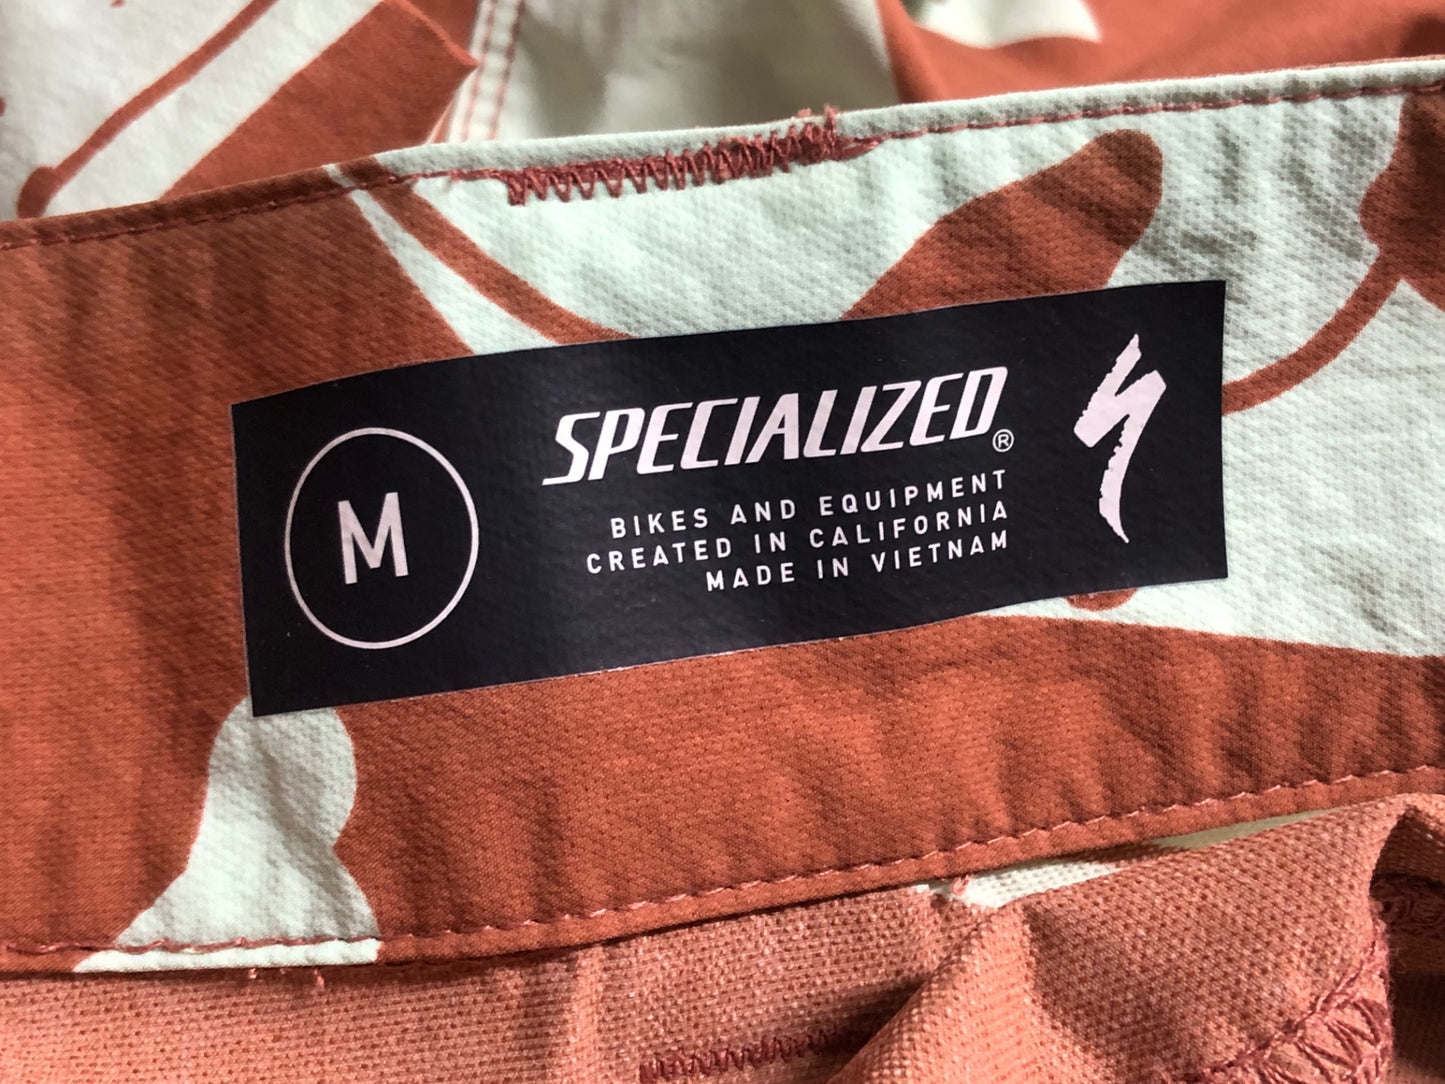 M
SPECIALIZED®
BIKES AND EQUIPMENT
CREATED IN CALIFORNIA
MADE IN VIETNAM